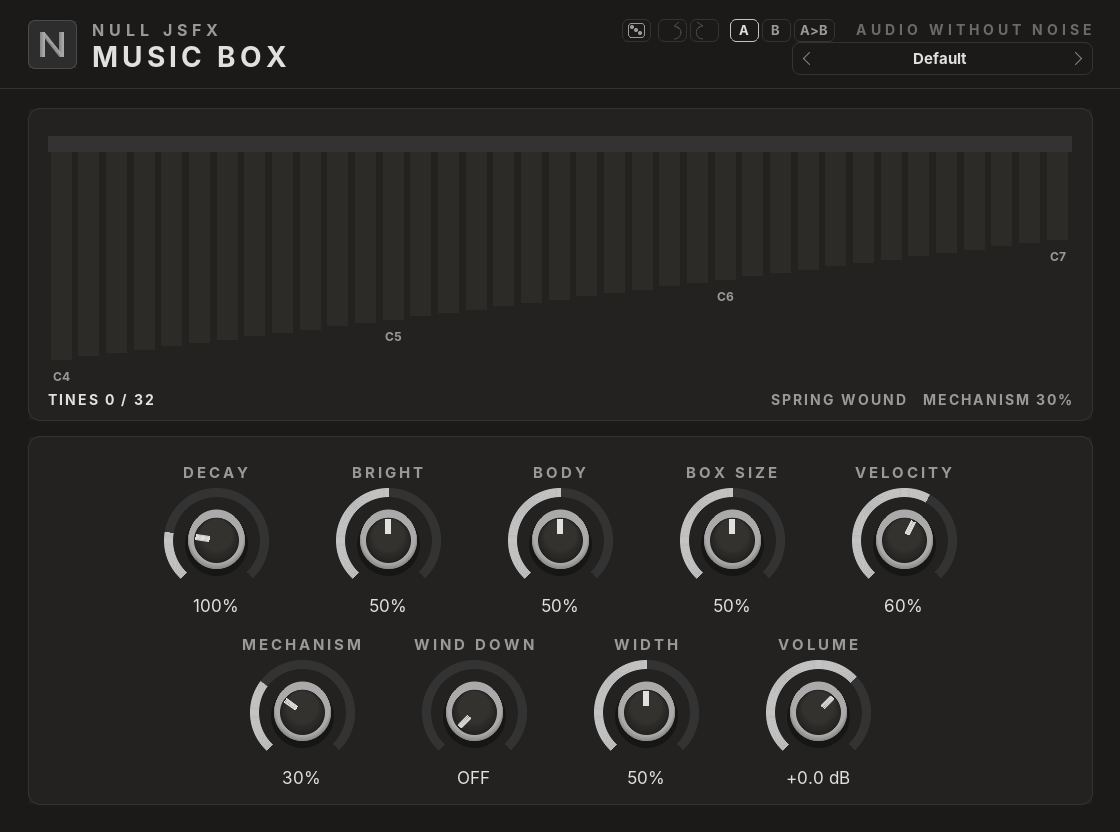 N
NULL JSFX
MUSIC BOX
A B A>B
AUDIO WITHOUT NOISE
Default
C4
C5
C6
C7
TINES 0 / 32
SPRING WOUND MECHANISM 30%
DECAY BRIGHT BODY BOX SIZE VELOCITY
100% 50% 50% 50% 60%
MECHANISM WIND DOWN WIDTH VOLUME
30% OFF 50% +0.0 dB